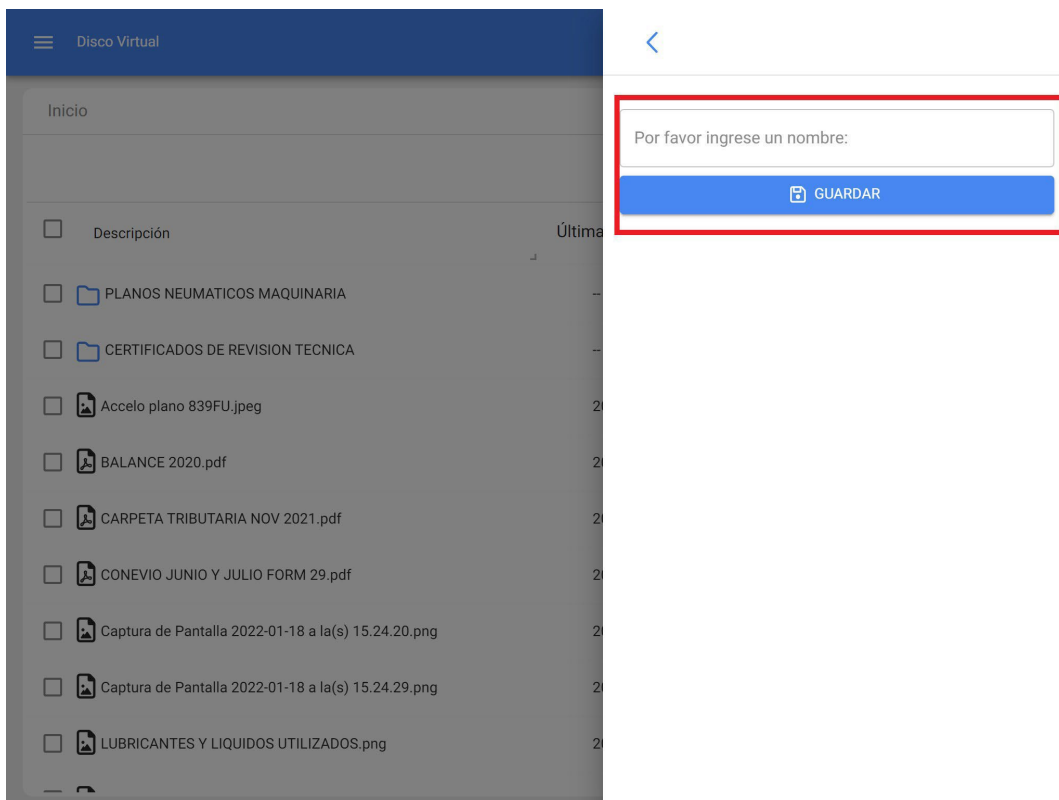 Disco Virtual
Inicio
Descripción
Última
PLANOS NEUMATICOS MAQUINARIA
--
CERTIFICADOS DE REVISION TECNICA
--
Accelo plano 839FU.jpeg
BALANCE 2020.pdf
CARPETA TRIBUTARIA NOV 2021.pdf
CONEVIO JUNIO Y JULIO FORM 29.pdf
Captura de Pantalla 2022-01-18 a la(s) 15.24.20.png
Captura de Pantalla 2022-01-18 a la(s) 15.24.29.png
LUBRICANTES Y LIQUIDOS UTILIZADOS.png
Por favor ingrese un nombre:
GUARDAR